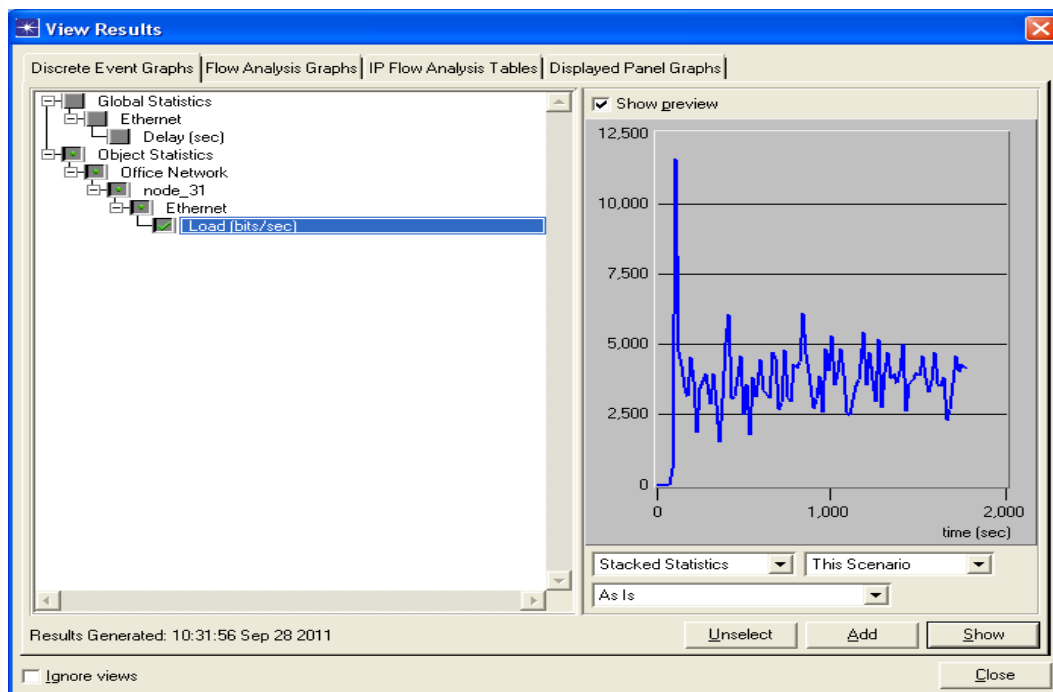 View Results
Discrete Event Graphs Flow Analysis Graphs IP Flow Analysis Tables Displayed Panel Graphs
Global Statistics
Ethernet
Delay (sec)
Object Statistics
Office Network
node_31
Ethernet
Load (bits/sec)
Show preview
12,500
10,000
7,500
5,000
2,500
0
0 1,000 2,000
time (sec)
Stacked Statistics This Scenario
As Is
Results Generated: 10:31:56 Sep 28 2011 Unselect Add Show
Ignore views Close